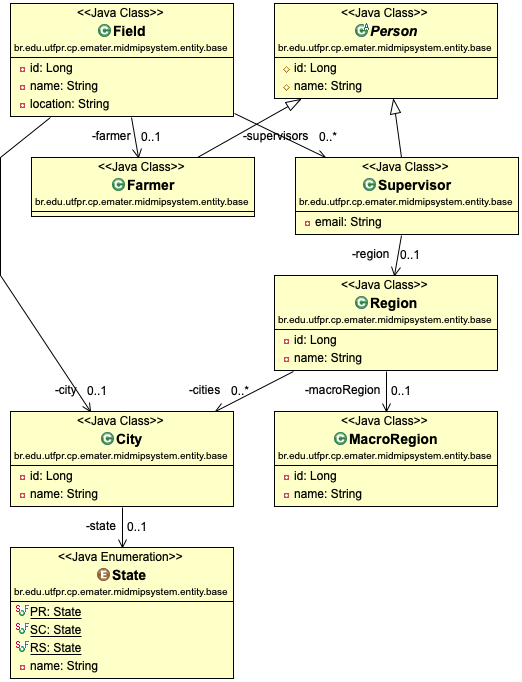 <<Java Class>>
Field
br.edu.utfpr.cp.emater.midmipsystem.entity.base
id: Long
name: String
location: String
<<Java Class>>
Person
br.edu.utfpr.cp.emater.midmipsystem.entity.base
id: Long
name: String
-farmer 0..1
-supervisors 0..*
<<Java Class>>
Farmer
br.edu.utfpr.cp.emater.midmipsystem.entity.base
<<Java Class>>
Supervisor
br.edu.utfpr.cp.emater.midmipsystem.entity.base
email: String
-region 0..1
<<Java Class>>
Region
br.edu.utfpr.cp.emater.midmipsystem.entity.base
id: Long
name: String
-city 0..1
-cities 0..*
-macroRegion 0..1
<<Java Class>>
City
br.edu.utfpr.cp.emater.midmipsystem.entity.base
id: Long
name: String
<<Java Class>>
MacroRegion
br.edu.utfpr.cp.emater.midmipsystem.entity.base
id: Long
name: String
-state 0..1
<<Java Enumeration>>
State
br.edu.utfpr.cp.emater.midmipsystem.entity.base
PR: State
SC: State
RS: State
name: String